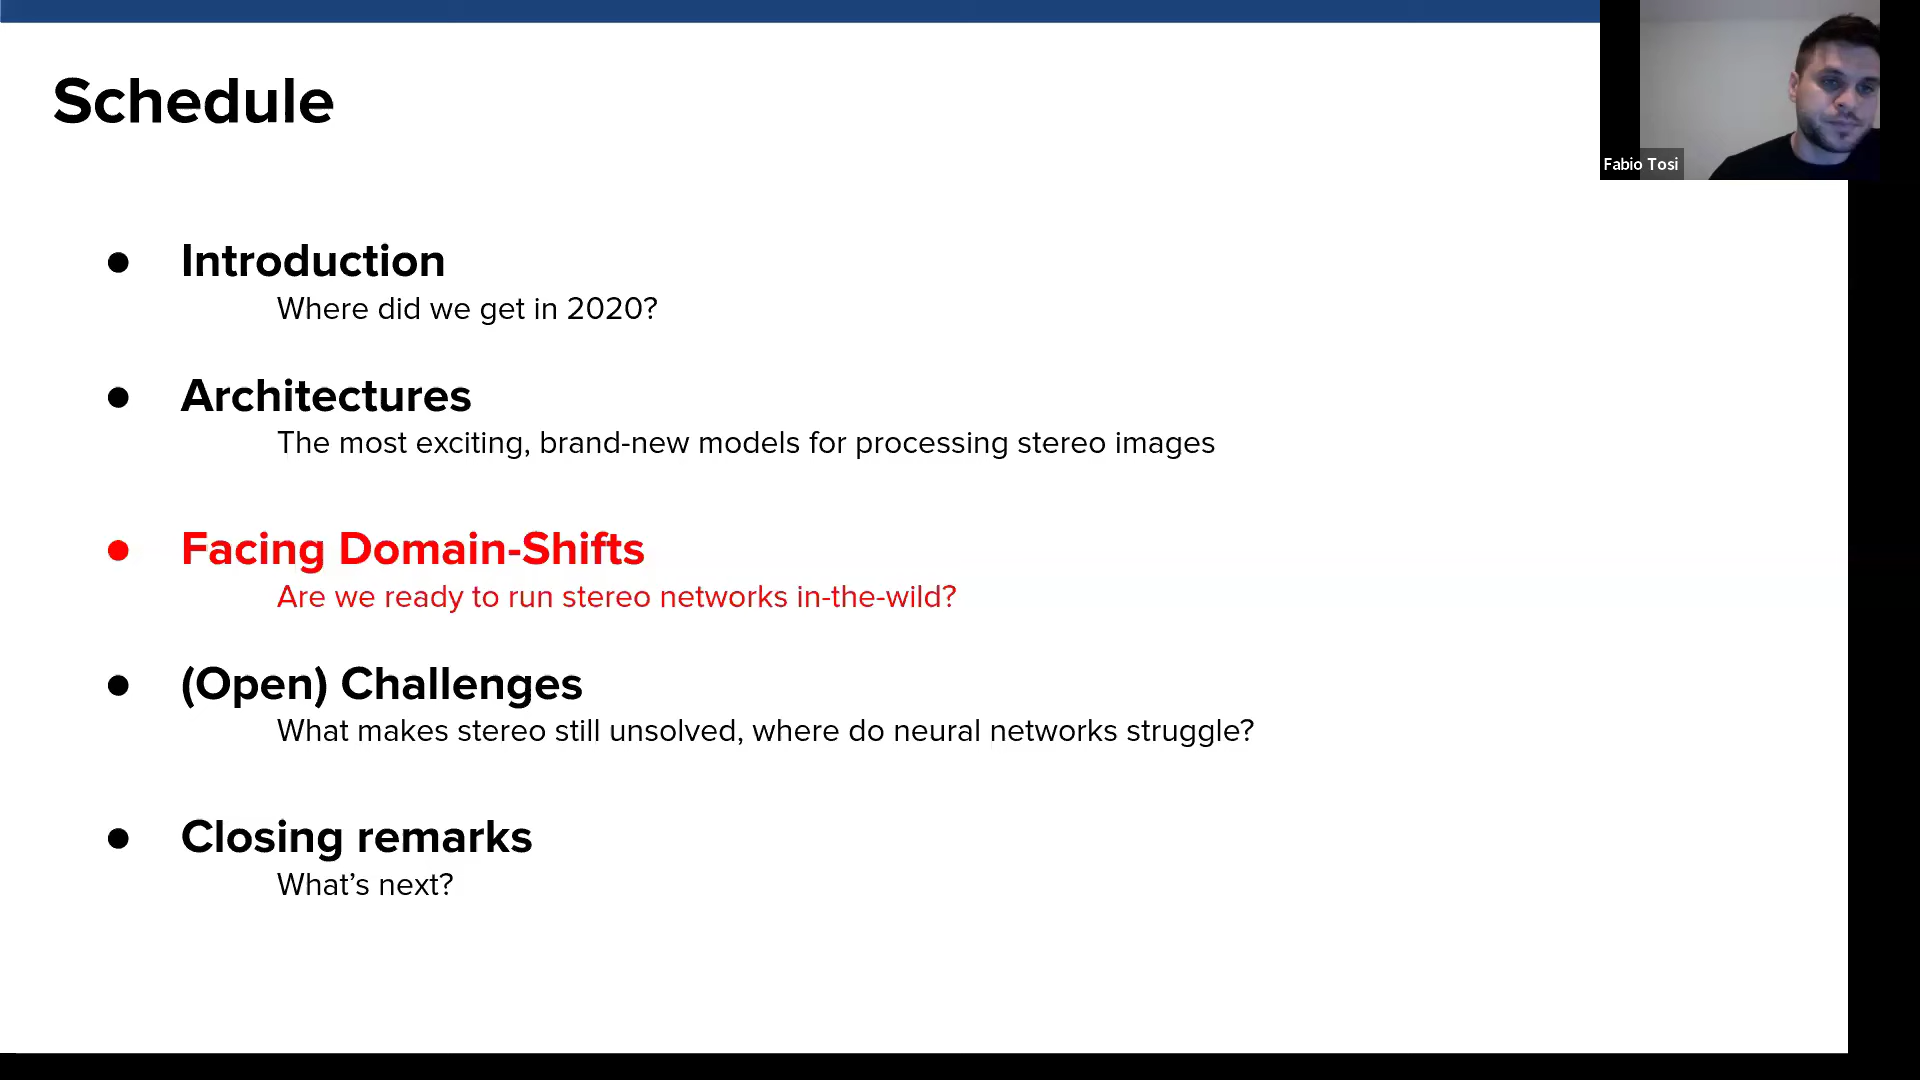 Schedule
Fabio Tosi
● Introduction
Where did we get in 2020?
● Architectures
The most exciting, brand-new models for processing stereo images
● Facing Domain-Shifts
Are we ready to run stereo networks in-the-wild?
● (Open) Challenges
What makes stereo still unsolved, where do neural networks struggle?
● Closing remarks
What’s next?